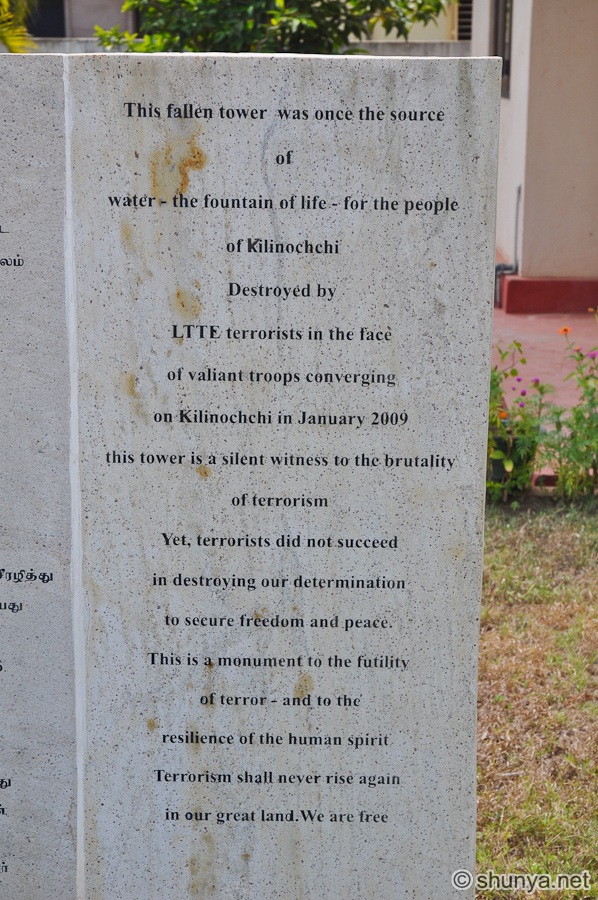 லம்
சீரழித்து
This fallen tower was once the source
of
water - the fountain of life - for the people
of Kilinochchi
Destroyed by
LTTE terrorists in the face
of valiant troops converging
on Kilinochchi in January 2009
this tower is a silent witness to the brutality
of terrorism
Yet, terrorists did not succeed
in destroying our determination
to secure freedom and peace.
This is a monument to the futility
of terror - and to the
resilience of the human spirit
Terrorism shall never rise again
in our great land.We are free
© shunya.net